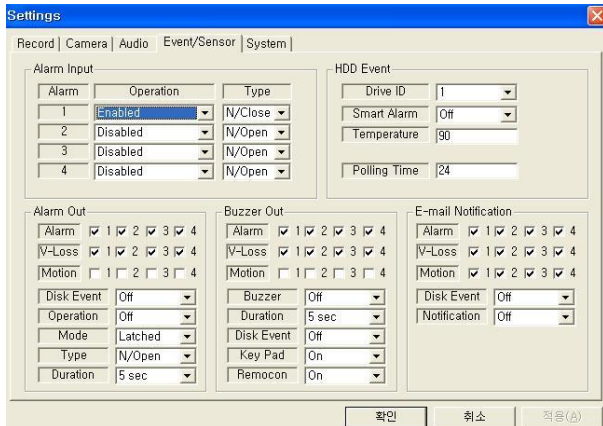 Settings
Record | Camera | Audio | Event/Sensor | System |
Alarm Input
Alarm Operation Type
1 Enabled N/Close
2 Disabled N/Open
3 Disabled N/Open
4 Disabled N/Open
HDD Event
Drive ID 1
Smart Alarm Off
Temperature 90
Polling Time 24
Alarm Out
Alarm 1 2 3 4
V-Loss 1 2 3 4
Motion 1 2 3 4
Disk Event Off
Operation Off
Mode Latched
Type N/Open
Duration 5 sec
Buzzer Out
Alarm 1 2 3 4
V-Loss 1 2 3 4
Motion 1 2 3 4
Buzzer Off
Duration 5 sec
Disk Event Off
Key Pad On
Remocon On
E-mail Notification
Alarm 1 2 3 4
V-Loss 1 2 3 4
Motion 1 2 3 4
Disk Event Off
Notification Off
확인 취소 적용(A)